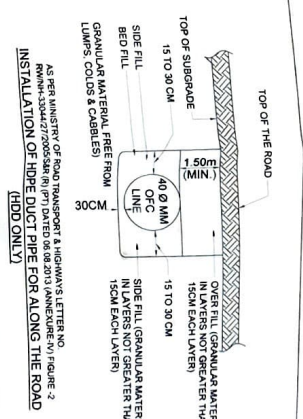 TOP OF THE ROAD
TOP OF SUBGRADE
1.50m
(MIN.)
OVER FILL (GRANULAR MATER
IN LAYERS NOT GREATER TH
15CM EACH LAYER)
15 TO 30 CM
15 TO 30 CM
SIDE FILL
BED FILL
40 Ø MM
OFC
LINE
SIDE FILL (GRANULAR MATER
IN LAYERS NOT GREATER TH
15CM EACH LAYER)
GRANULAR MATERIAL FREE FROM
LUMPS, COLDS & CABBLES)
30CM
AS PER MINISTRY OF ROAD TRANSPORT & HIGHWAYS LETTER NO.
DATED 06.08.2013 (ANNEXURE-IV) FIGURE -2
INSTALLATION OF HDPE DUCT PIPE FOR ALONG THE ROAD
(HDD ONLY)